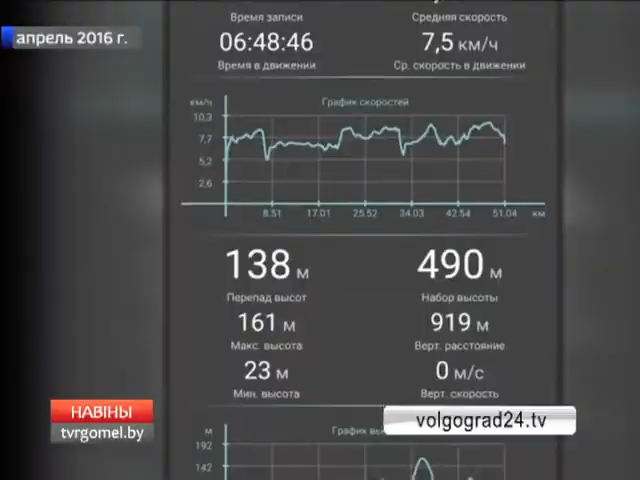 апрель 2016 г.
Время записи
Средняя скорость
06:48:46
7,5 км/ч
Время в движении
Ср. скорость в движении
График скоростей
км/ч
10,3
7,7
5,2
2,6
8.51 17.01 25.52 34.03 42.54 51.04 км
138 м
490 м
Перепад высот
Набор высоты
161 м
919 м
Макс. высота
Верт. расстояние
23 м
0 м/с
Мин. высота
Верт. скорость
НАВІНЫ
tvrgomel.by
volgograd24.tv
График
м
192
142